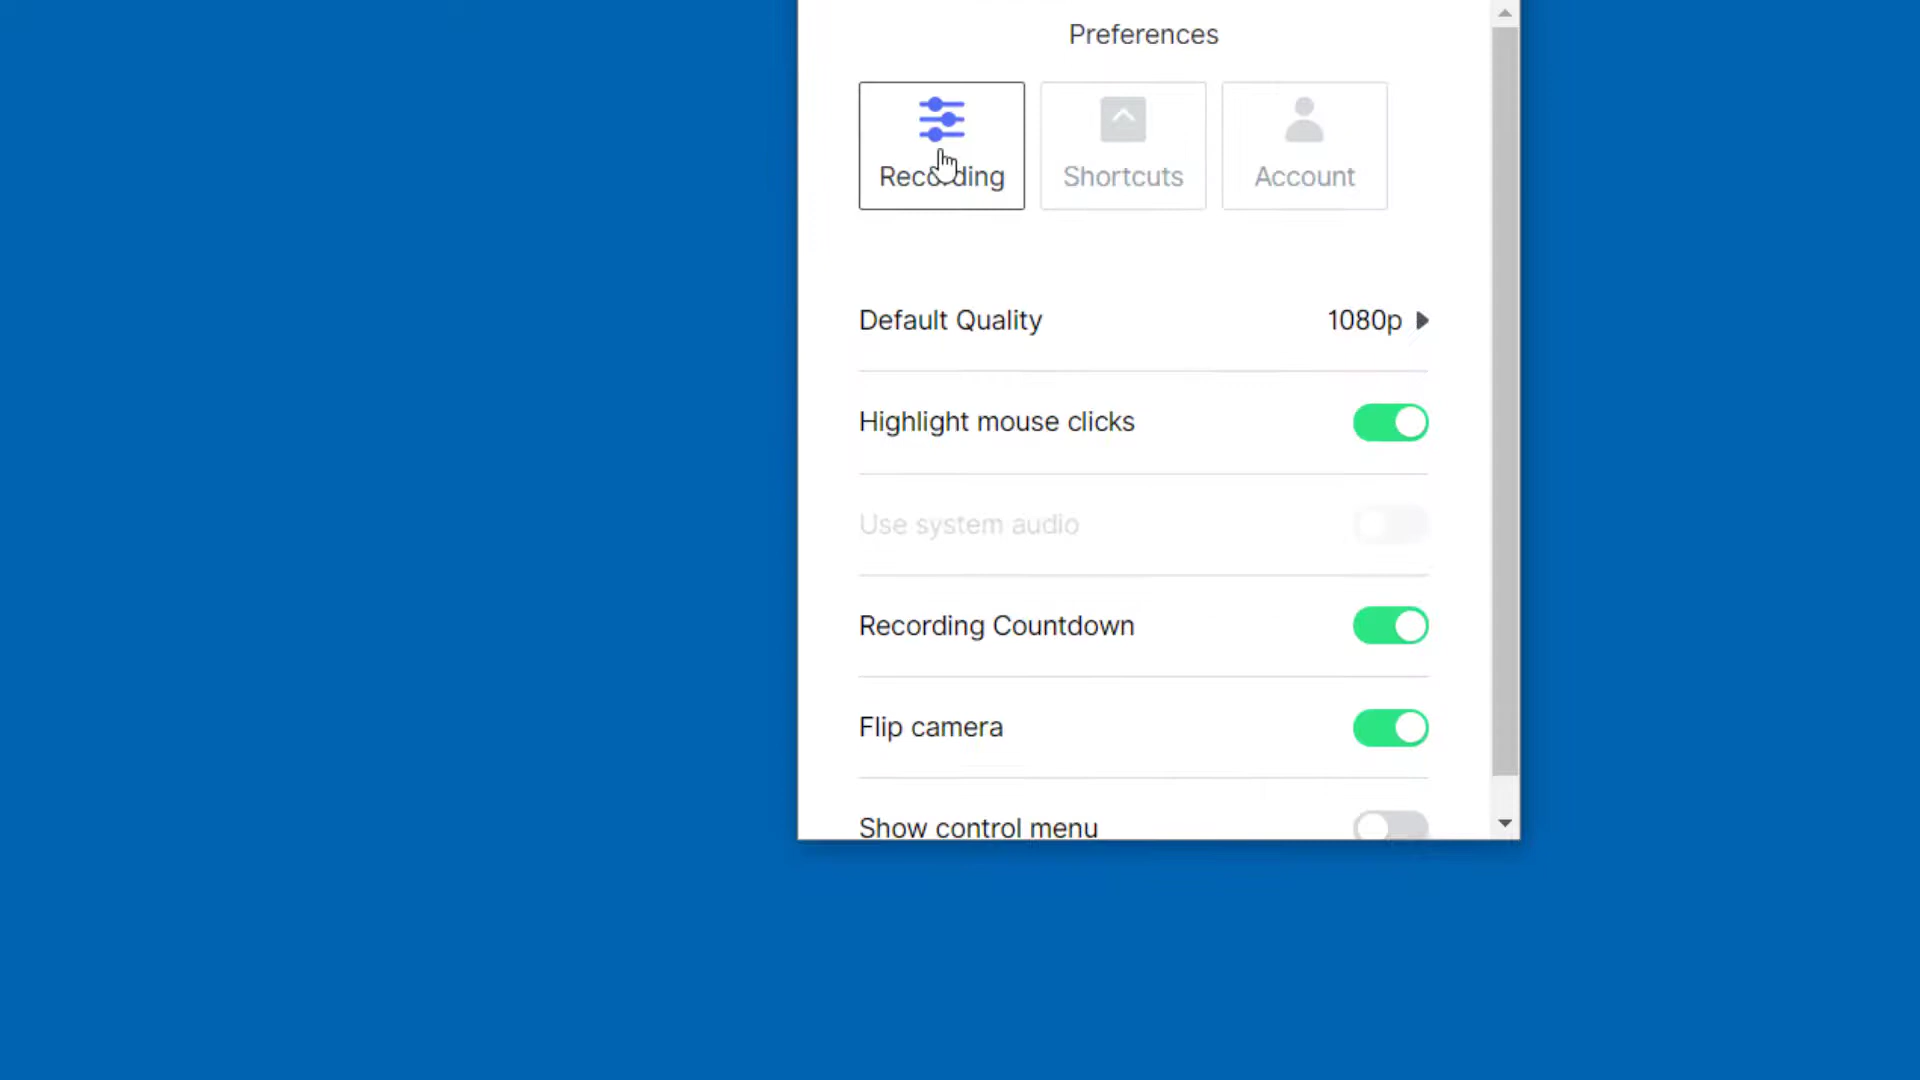 Preferences
Recording
Shortcuts
Account
Default Quality
1080p
Highlight mouse clicks
Use system audio
Recording Countdown
Flip camera
Show control menu